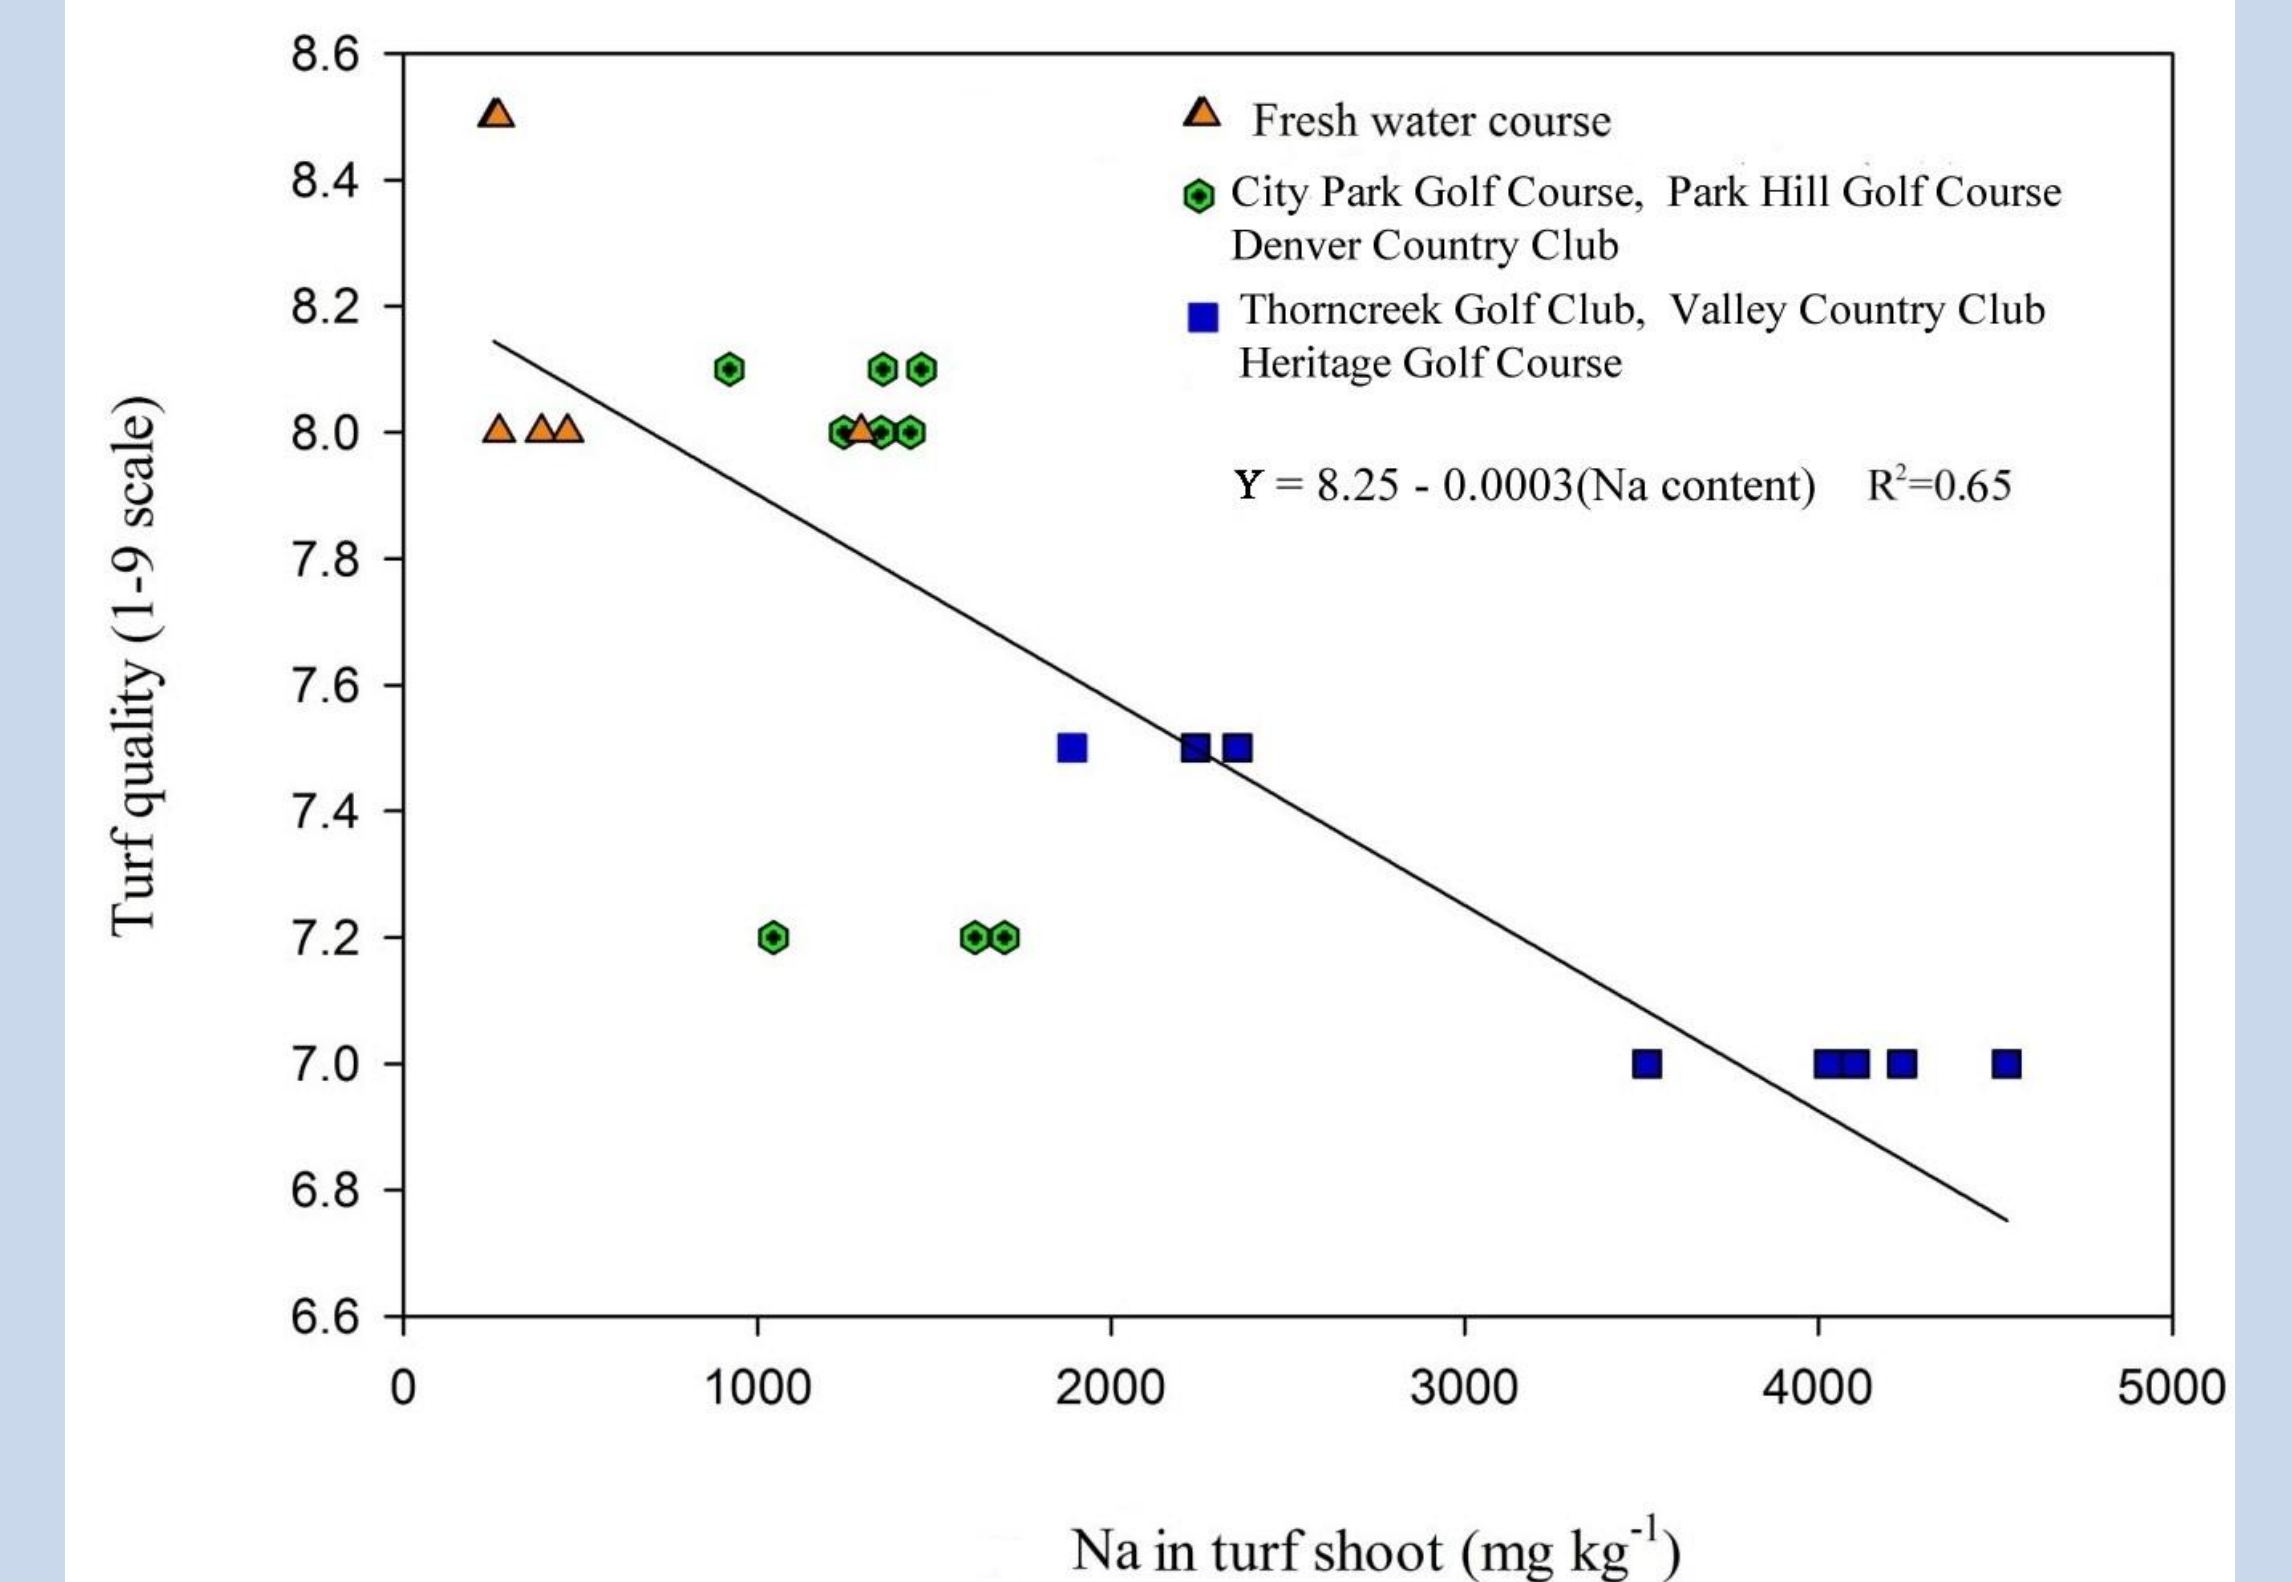 8.6
8.4
8.2
8.0
7.8
7.6
7.4
7.2
7.0
6.8
6.6
Turf quality (1-9 scale)
Fresh water course
City Park Golf Course, Park Hill Golf Course
Denver Country Club
Thorncreek Golf Club, Valley Country Club
Heritage Golf Course
Y = 8.25 - 0.0003(Na content) R²=0.65
0 1000 2000 3000 4000 5000
Na in turf shoot (mg kg⁻¹)